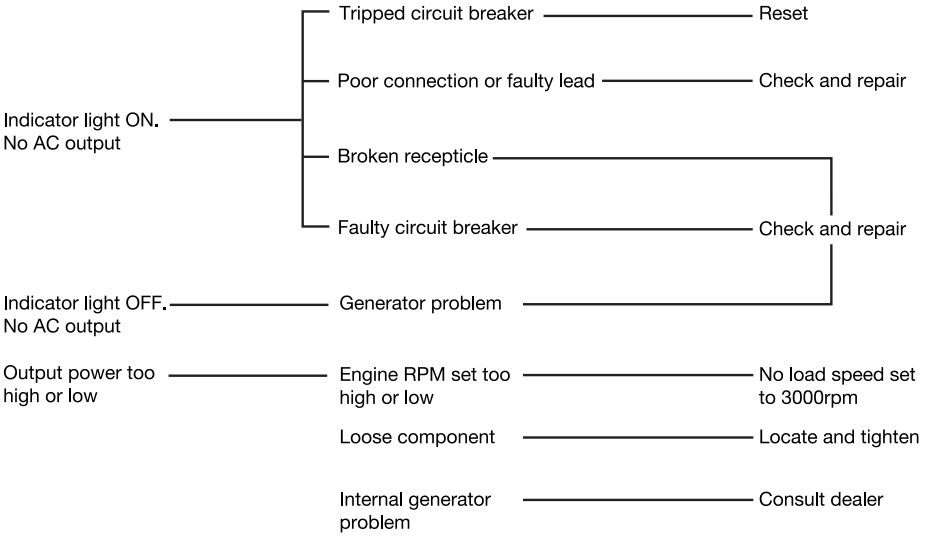 Tripped circuit breaker Reset
Poor connection or faulty lead Check and repair
Indicator light ON.
No AC output
Broken recepticle
Faulty circuit breaker Check and repair
Indicator light OFF. Generator problem
No AC output
Output power too Engine RPM set too No load speed set
high or low high or low to 3000rpm
Loose component Locate and tighten
Internal generator Consult dealer
problem